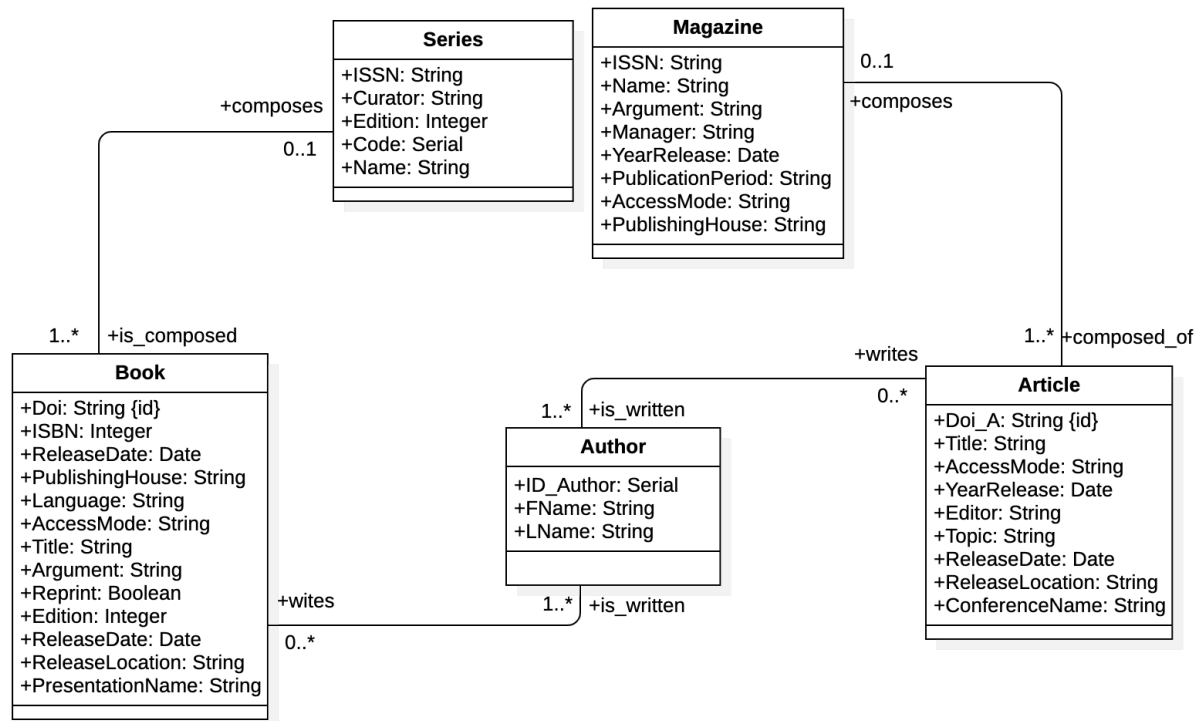 Series
+ISSN: String
+Curator: String
+Edition: Integer
+Code: Serial
+Name: String
Magazine
+ISSN: String
+Name: String
+Argument: String
+Manager: String
+YearRelease: Date
+PublicationPeriod: String
+AccessMode: String
+PublishingHouse: String
+composes
0..1
0..1
+composes
1..*
+is_composed
1..*
+composed_of
Book
+Doi: String {id}
+ISBN: Integer
+ReleaseDate: Date
+PublishingHouse: String
+Language: String
+AccessMode: String
+Title: String
+Argument: String
+Reprint: Boolean
+Edition: Integer
+ReleaseDate: Date
+ReleaseLocation: String
+PresentationName: String
+writes
0..*
1..*
+is_written
Author
+ID_Author: Serial
+FName: String
+LName: String
1..*
+is_written
+wites
0..*
Article
+Doi_A: String {id}
+Title: String
+AccessMode: String
+YearRelease: Date
+Editor: String
+Topic: String
+ReleaseDate: Date
+ReleaseLocation: String
+ConferenceName: String